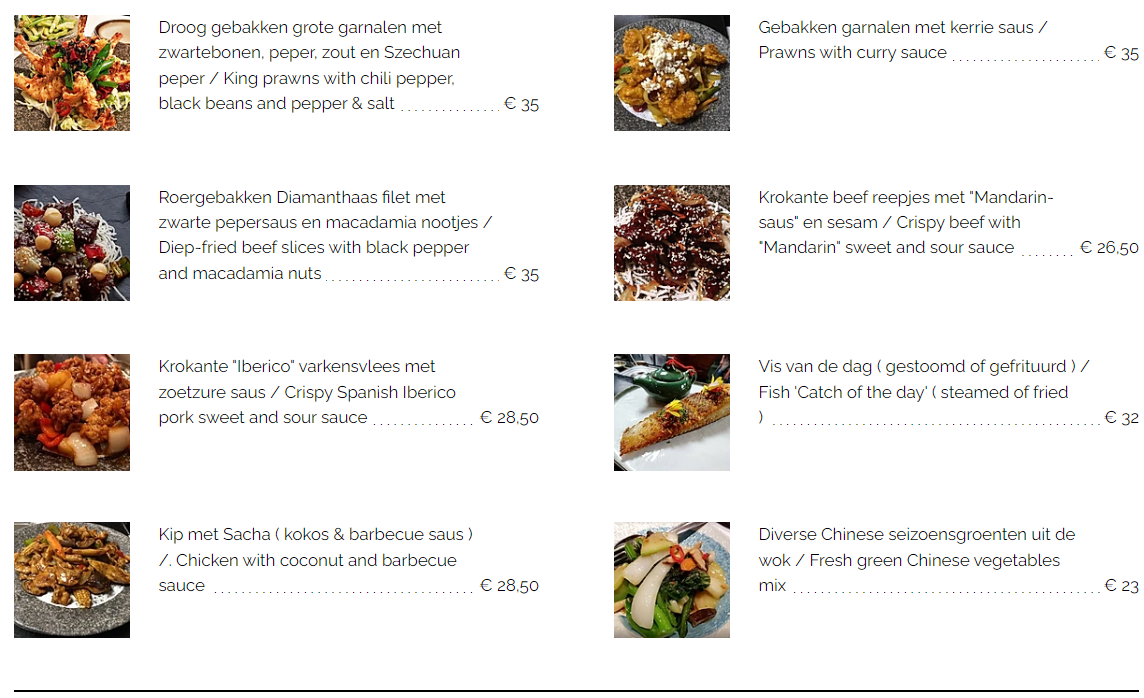 Droog gebakken grote garnalen met
zwartebonen, peper, zout en Szechuan
peper / King prawns with chili pepper,
black beans and pepper & salt € 35
Gebakken garnalen met kerrie saus /
Prawns with curry sauce € 35
Roergebakken Diamanthaas filet met
zwarte pepersaus en macadamia nootjes /
Diep-fried beef slices with black pepper
and macadamia nuts € 35
Krokante beef reepjes met "Mandarin-
saus" en sesam / Crispy beef with
"Mandarin" sweet and sour sauce € 26,50
Krokante "Iberico" varkensvlees met
zoetzure saus / Crispy Spanish Iberico
pork sweet and sour sauce € 28,50
Vis van de dag ( gestoomd of gefrituurd ) /
Fish 'Catch of the day' ( steamed of fried
) € 32
Kip met Sacha ( kokos & barbecue saus )
/. Chicken with coconut and barbecue
sauce € 28,50
Diverse Chinese seizoensgroenten uit de
wok / Fresh green Chinese vegetables
mix € 23